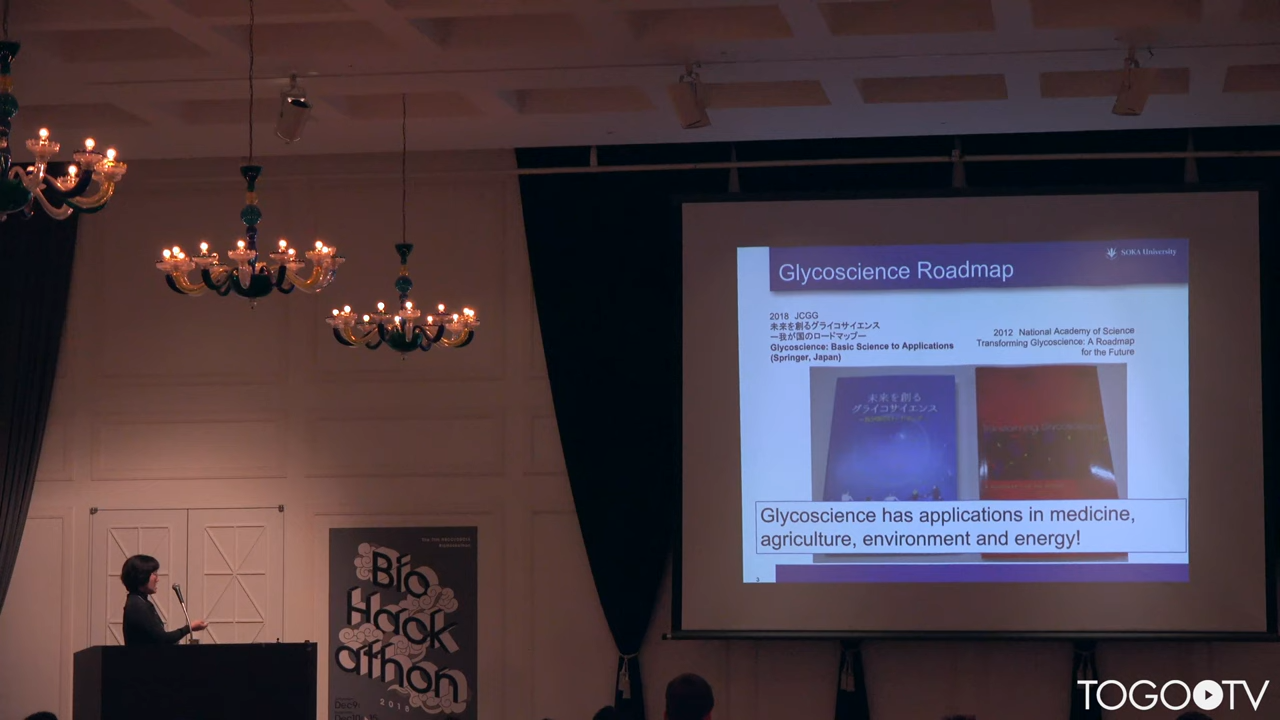 SOKA University
Glycoscience Roadmap
2018 JCGG
未来を創るグライコサイエンス
ー我が国のロードマップー
Glycoscience: Basic Science to Applications
(Springer, Japan)
2012 National Academy of Science
Transforming Glycoscience: A Roadmap
for the Future
未来を創る
グライコサイエンス
Transforming Glycoscience
Glycoscience has applications in medicine,
agriculture, environment and energy!
3
Bio
Hack
athon
2018
TOGOTV